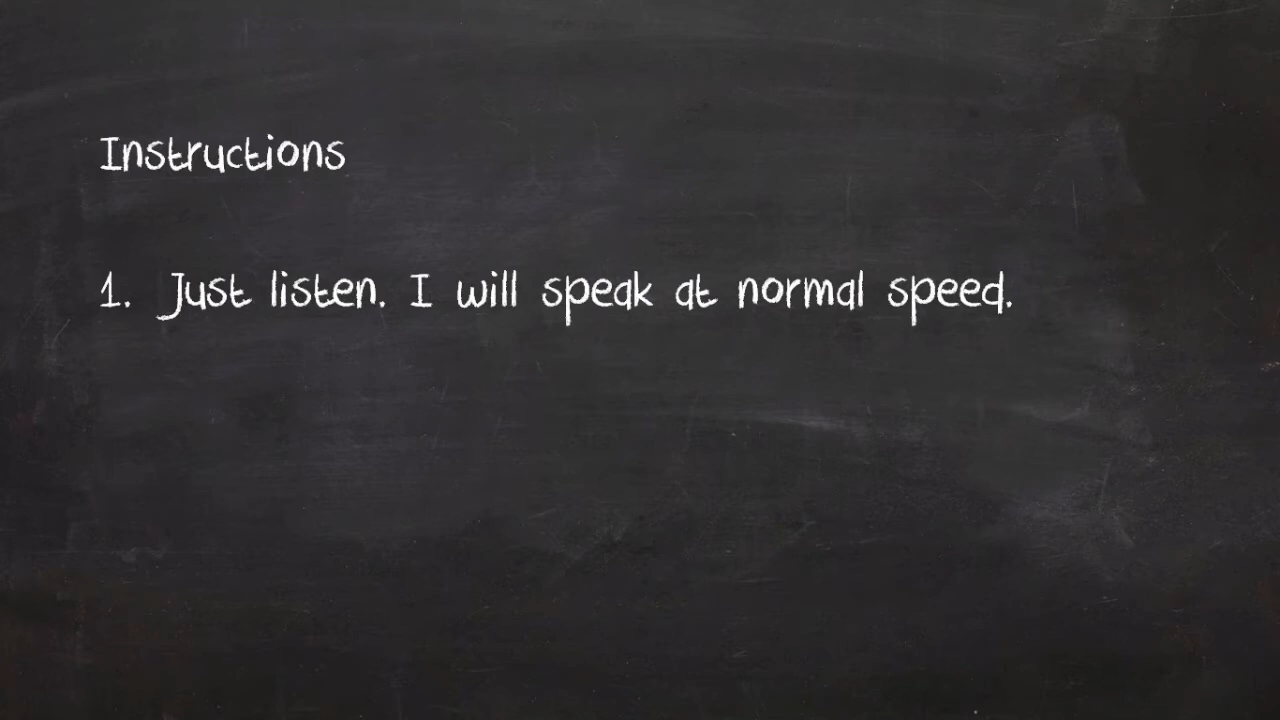 Instructions
1. Just listen. I will speak at normal speed.